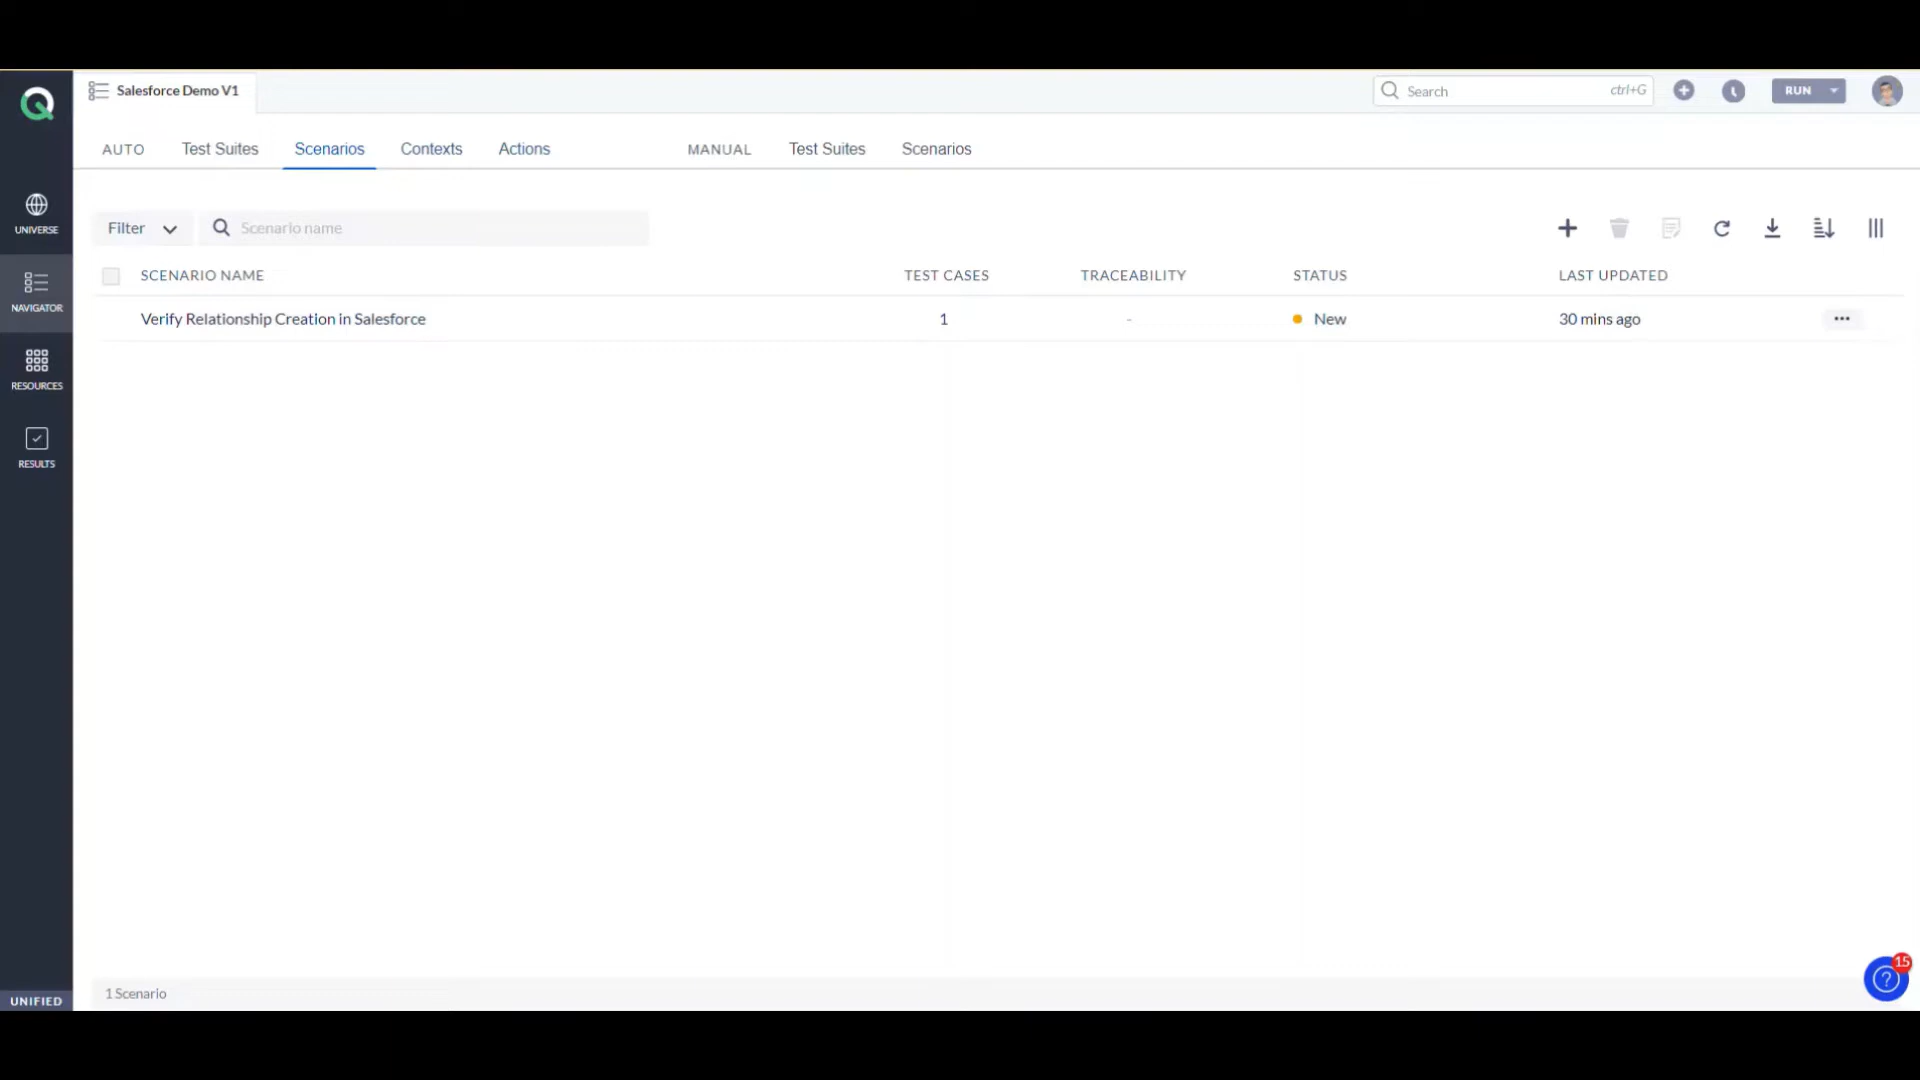 Salesforce Demo V1
Search
ctrl+G
RUN
AUTO Test Suites Scenarios Contexts Actions MANUAL Test Suites Scenarios
UNIVERSE
NAVIGATOR
RESOURCES
RESULTS
UNIFIED
Filter
Scenario name
SCENARIO NAME TEST CASES TRACEABILITY STATUS LAST UPDATED
Verify Relationship Creation in Salesforce 1 - New 30 mins ago
1 Scenario
15
?